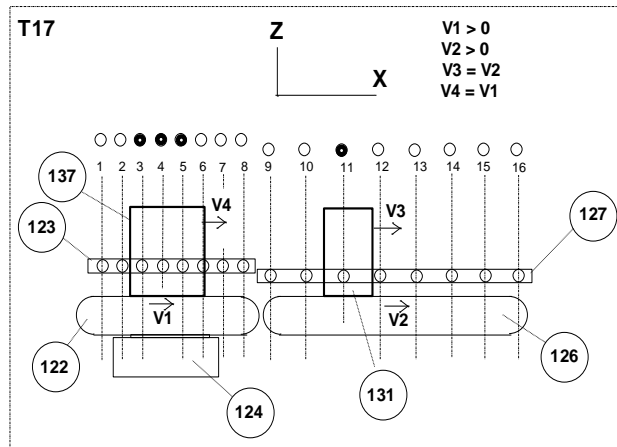 T17
V1 > 0
V2 > 0
V3 = V2
V4 = V1
Z
X
1 2 3 4 5 6 7 8 9 10 11 12 13 14 15 16
137
V4
V3
123
127
V1
V2
122
124
131
126